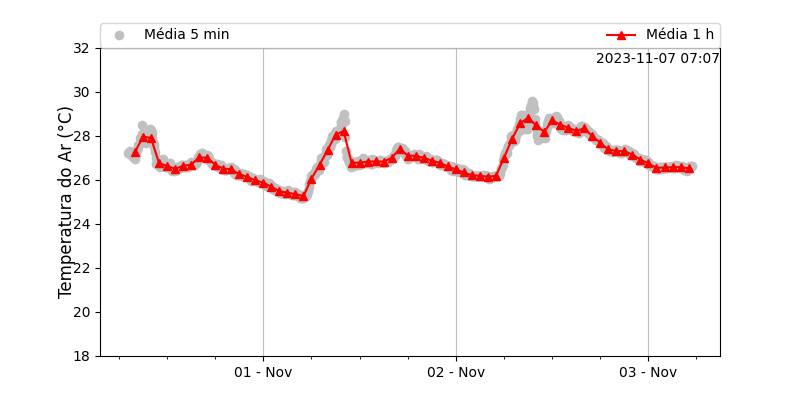 Média 5 min
Média 1 h
2023-11-07 07:07
Temperatura do Ar (°C)
32
30
28
26
24
22
20
18
01 - Nov
02 - Nov
03 - Nov